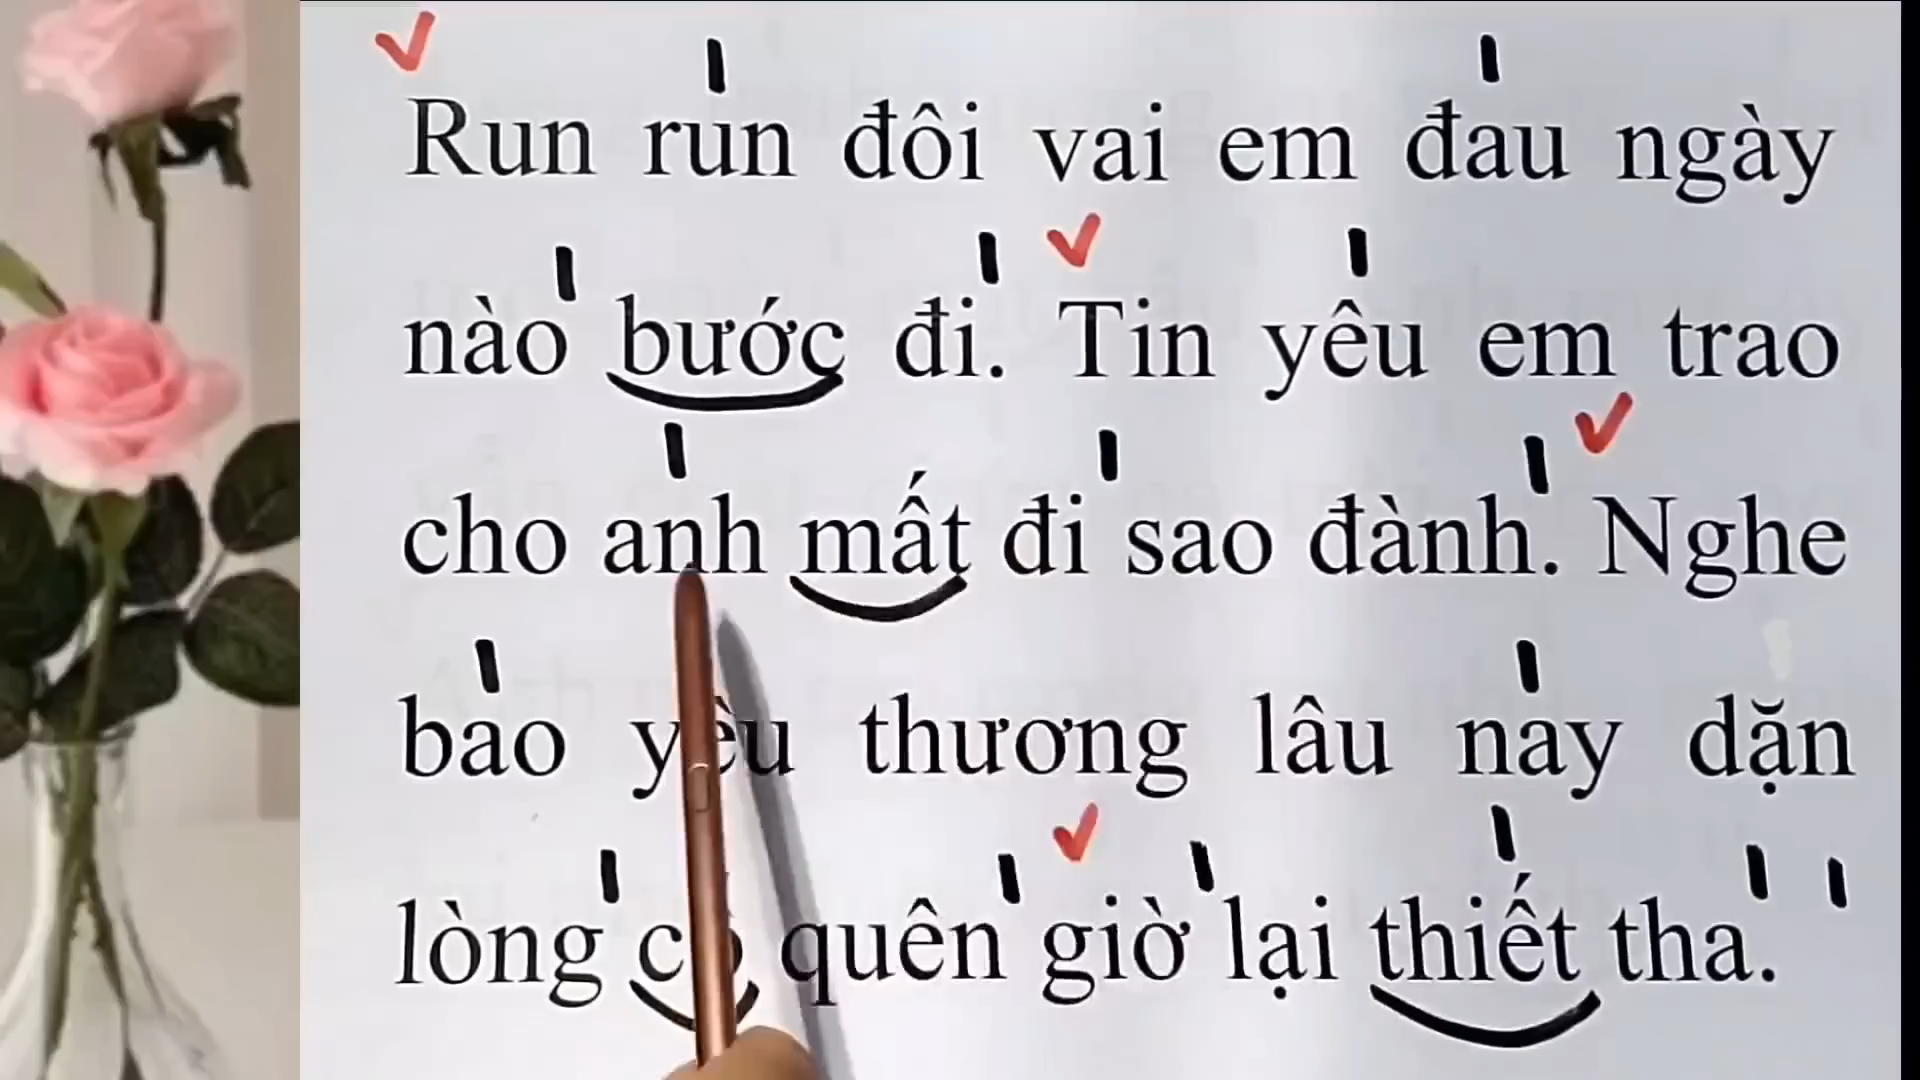 Run run đôi vai em đau ngày
nào bước đi. Tin yêu em trao
cho anh mất đi sao đành. Nghe
bao yêu thương lâu nay dặn
lòng quên giờ lại thiết tha.